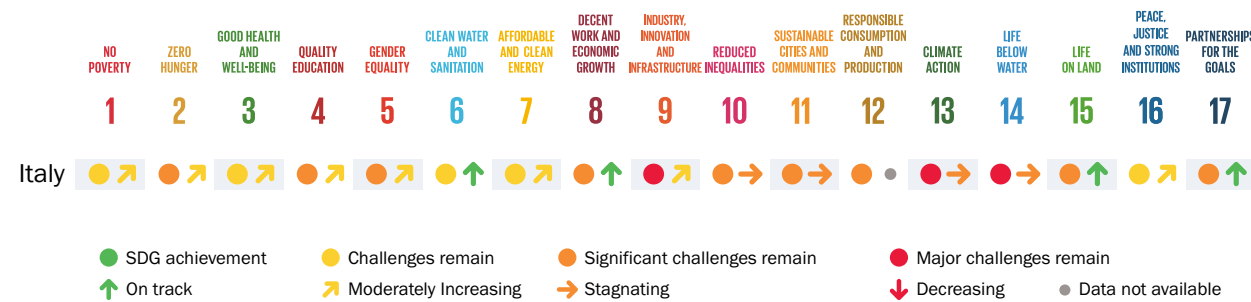 NO
POVERTY
ZERO
HUNGER
GOOD HEALTH
AND
WELL-BEING
QUALITY
EDUCATION
GENDER
EQUALITY
CLEAN WATER
AND
SANITATION
AFFORDABLE
AND CLEAN
ENERGY
DECENT
WORK AND
ECONOMIC
GROWTH
INDUSTRY,
INNOVATION
AND
INFRASTRUCTURE
REDUCED
INEQUALITIES
SUSTAINABLE
CITIES AND
COMMUNITIES
RESPONSIBLE
CONSUMPTION
AND
PRODUCTION
CLIMATE
ACTION
LIFE
BELOW
WATER
LIFE
ON LAND
PEACE,
JUSTICE
AND STRONG
INSTITUTIONS
PARTNERSHIPS
FOR THE
GOALS
1 2 3 4 5 6 7 8 9 10 11 12 13 14 15 16 17
Italy
SDG achievement Challenges remain Significant challenges remain Major challenges remain
On track Moderately Increasing Stagnating Decreasing Data not available